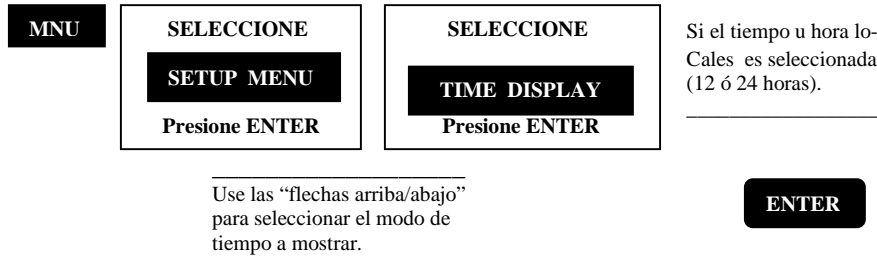 MNU
SELECCIONE
SETUP MENU
Presione ENTER
SELECCIONE
TIME DISPLAY
Presione ENTER
Si el tiempo u hora lo-
Cales es seleccionada
(12 ó 24 horas).
Use las “flechas arriba/abajo”
para seleccionar el modo de
tiempo a mostrar.
ENTER